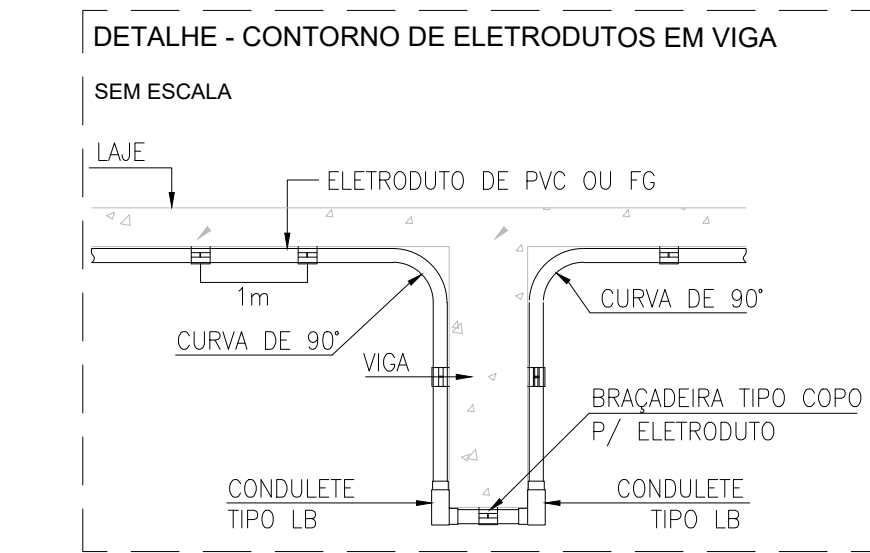 DETALHE - CONTORNO DE ELETRODUTOS EM VIGA
SEM ESCALA
LAJE
ELETRODUTO DE PVC OU FG
1m
CURVA DE 90°
CURVA DE 90°
VIGA
BRAÇADEIRA TIPO COPO
P/ ELETRODUTO
CONDULETE
TIPO LB
CONDULETE
TIPO LB